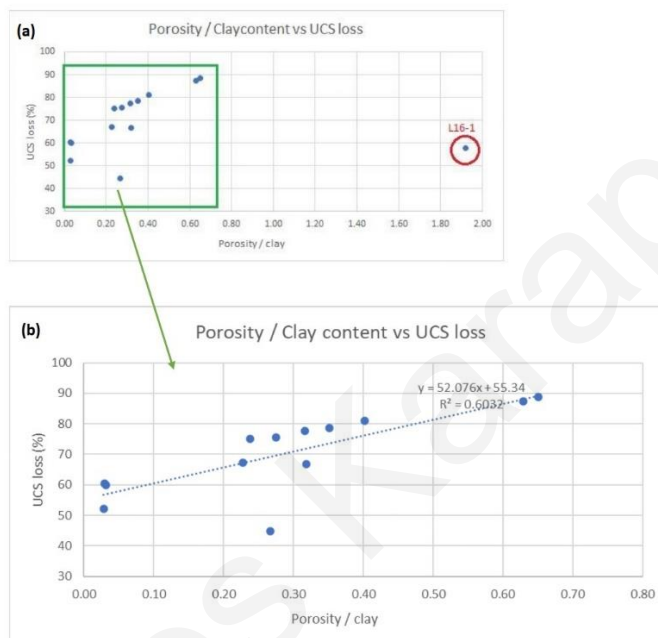 (a)
Porosity / Claycontent vs UCS loss
UCS loss (%)
100
90
80
70
60
50
40
30
L16-1
0.00 0.20 0.40 0.60 0.80 1.00 1.20 1.40 1.60 1.80 2.00
Porosity / clay
(b)
Porosity / Clay content vs UCS loss
UCS loss (%)
100
90
80
70
60
50
40
30
y = 52.076x + 55.34
R² = 0.6032
0.00 0.10 0.20 0.30 0.40 0.50 0.60 0.70 0.80
Porosity / clay